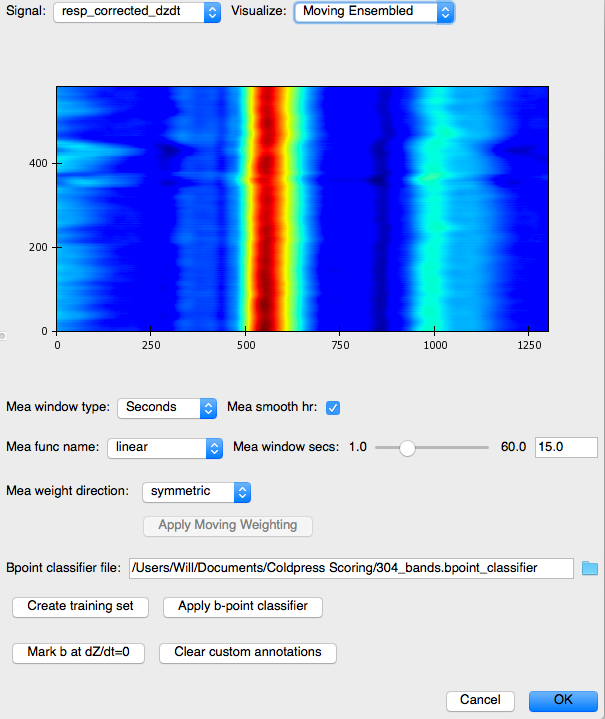 Signal: resp_corrected_dzdt Visualize: Moving Ensembled
400
200
0
0 250 500 750 1000 1250
Mea window type: Seconds Mea smooth hr:
Mea func name: linear Mea window secs: 1.0 60.0 15.0
Mea weight direction: symmetric
Apply Moving Weighting
Bpoint classifier file: /Users/Will/Documents/Coldpress Scoring/304_bands.bpoint_classifier
Create training set Apply b-point classifier
Mark b at dZ/dt=0 Clear custom annotations
Cancel OK